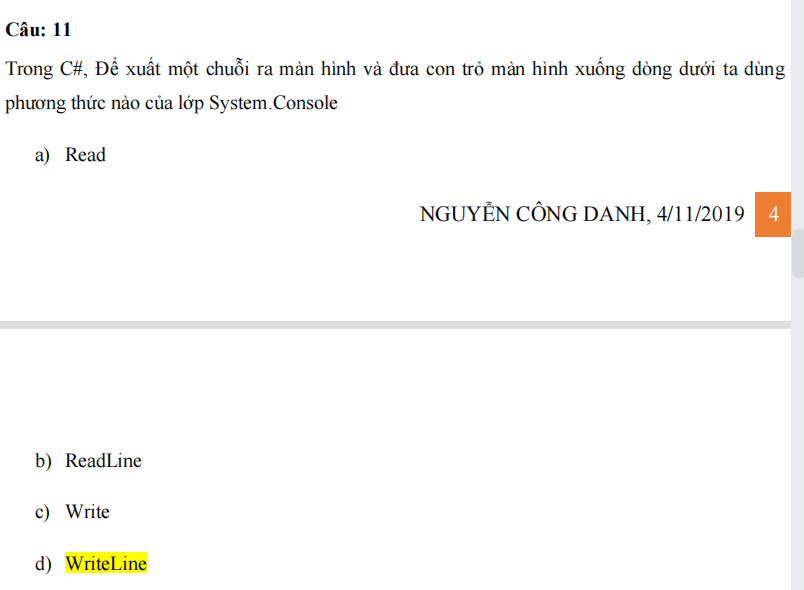 Câu: 11
Trong C#, Để xuất một chuỗi ra màn hình và đưa con trỏ màn hình xuống dòng dưới ta dùng
phương thức nào của lớp System.Console
a) Read
NGUYỄN CÔNG DANH, 4/11/2019 4
b) ReadLine
c) Write
d) WriteLine